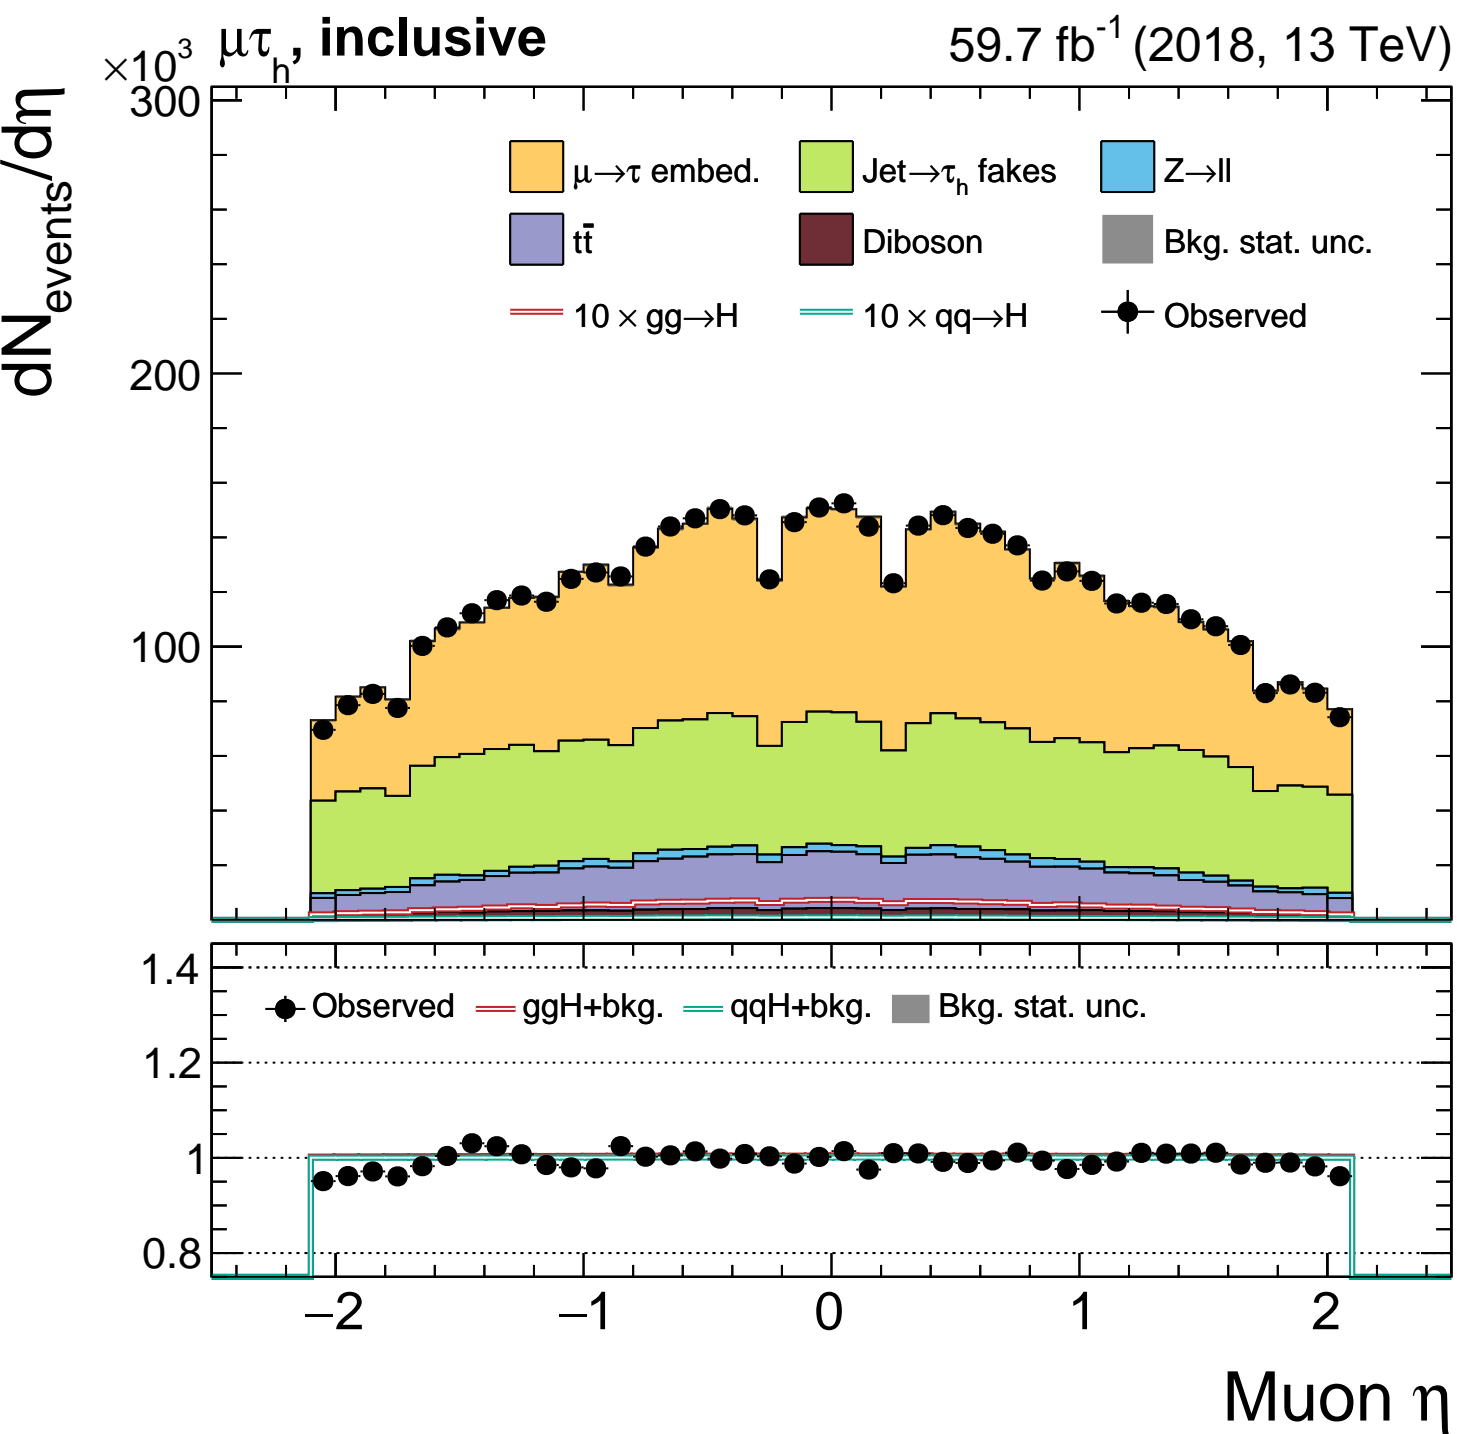 ×10³ μτₕ, inclusive 59.7 fb⁻¹ (2018, 13 TeV)
dN_events/dη
300
200
100
μ→τ embed. Jet→τₕ fakes Z→ll
tt̄ Diboson Bkg. stat. unc.
10 × gg→H 10 × qq→H Observed
1.4
1.2
1
0.8
Observed ggH+bkg. qqH+bkg. Bkg. stat. unc.
−2 −1 0 1 2
Muon η